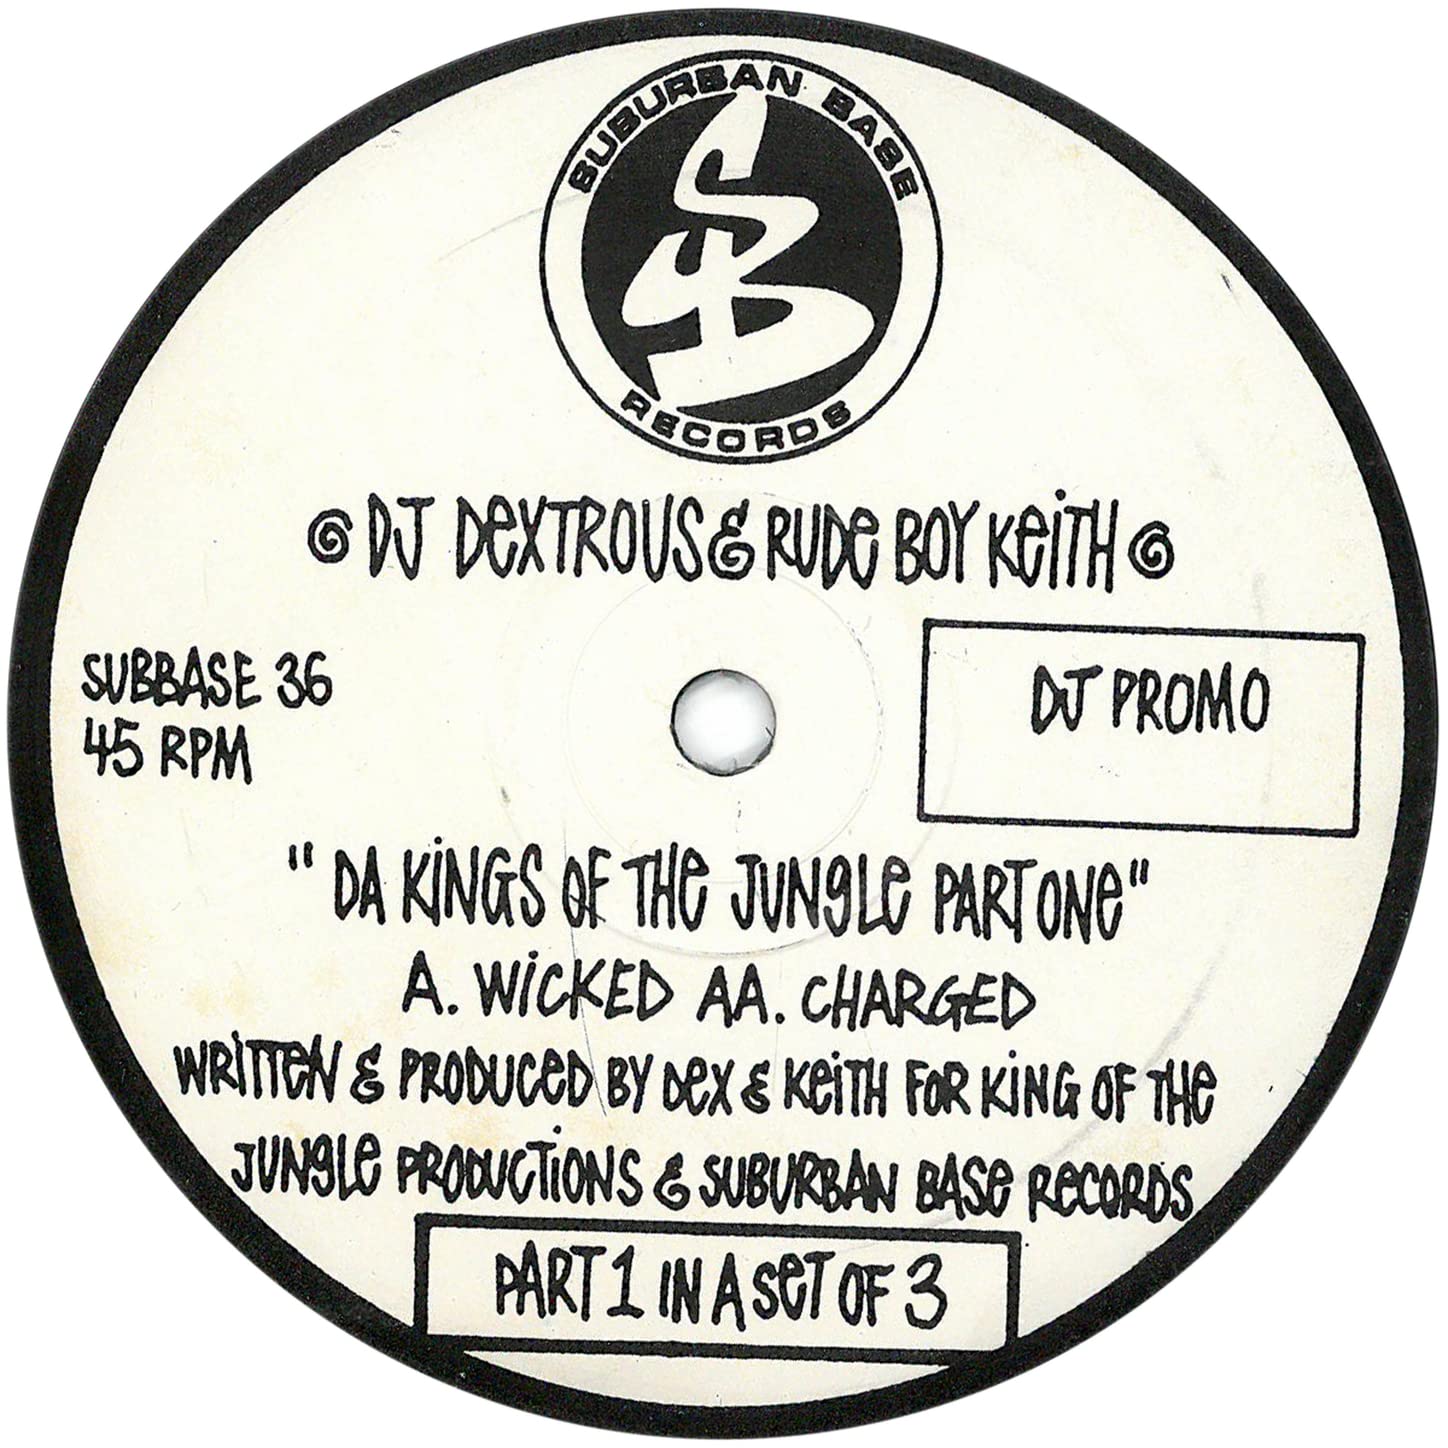 SUBURBAN BASE
SB
RECORDS
DJ DEXTROUS & RUDE BOY KEITH
SUBBASE 36
45 RPM
DJ PROMO
"DA KINGS OF THE JUNGLE PART ONE"
A. WICKED AA. CHARGED
WRITTEN & PRODUCED BY DEX & KEITH FOR KING OF THE
JUNGLE PRODUCTIONS & SUBURBAN BASE RECORDS
PART 1 IN A SET OF 3